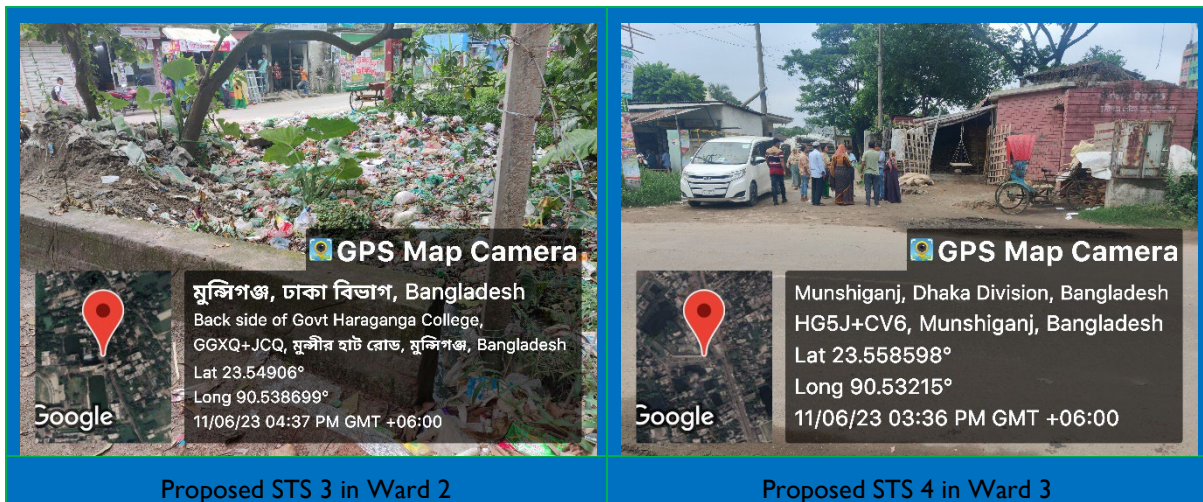 GPS Map Camera
মুন্সিগঞ্জ, ঢাকা বিভাগ, Bangladesh
Back side of Govt Haraganga College,
GGXQ+JCQ, মুন্সীর হাট রোড, মুন্সিগঞ্জ, Bangladesh
Lat 23.54906°
Long 90.538699°
11/06/23 04:37 PM GMT +06:00
Google
Proposed STS 3 in Ward 2
GPS Map Camera
Munshiganj, Dhaka Division, Bangladesh
HG5J+CV6, Munshiganj, Bangladesh
Lat 23.558598°
Long 90.53215°
11/06/23 03:36 PM GMT +06:00
Google
Proposed STS 4 in Ward 3